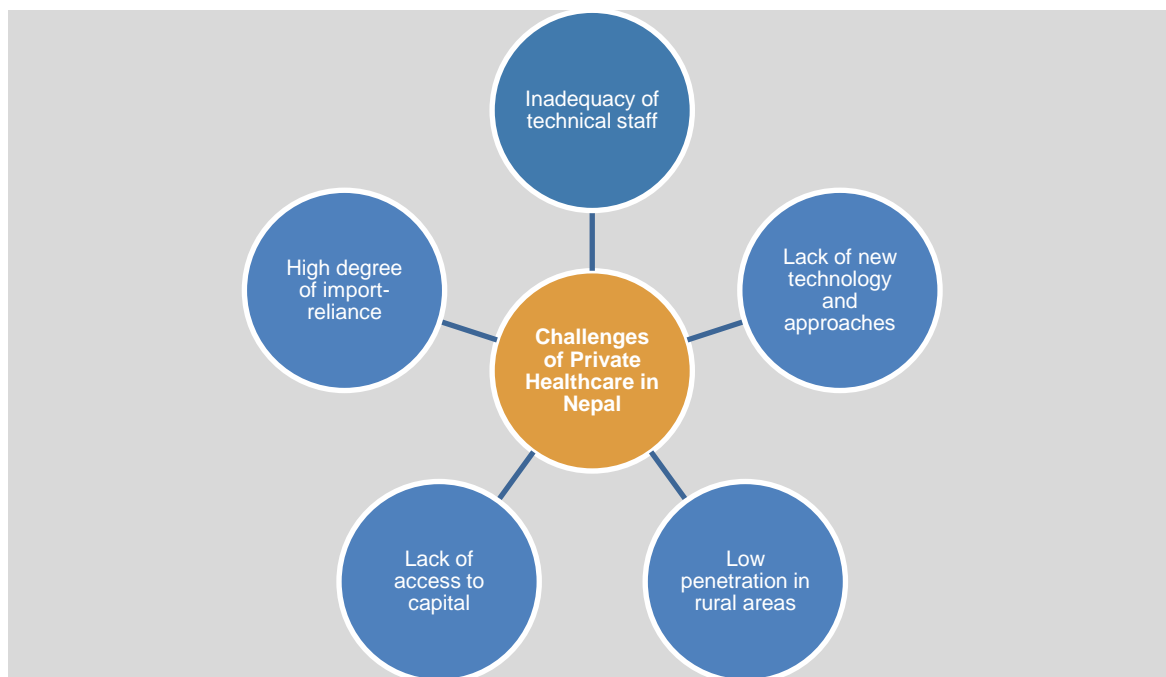 Inadequacy of
technical staff
High degree
of import-
reliance
Lack of new
technology
and
approaches
Challenges
of Private
Healthcare in
Nepal
Lack of
access to
capital
Low
penetration in
rural areas